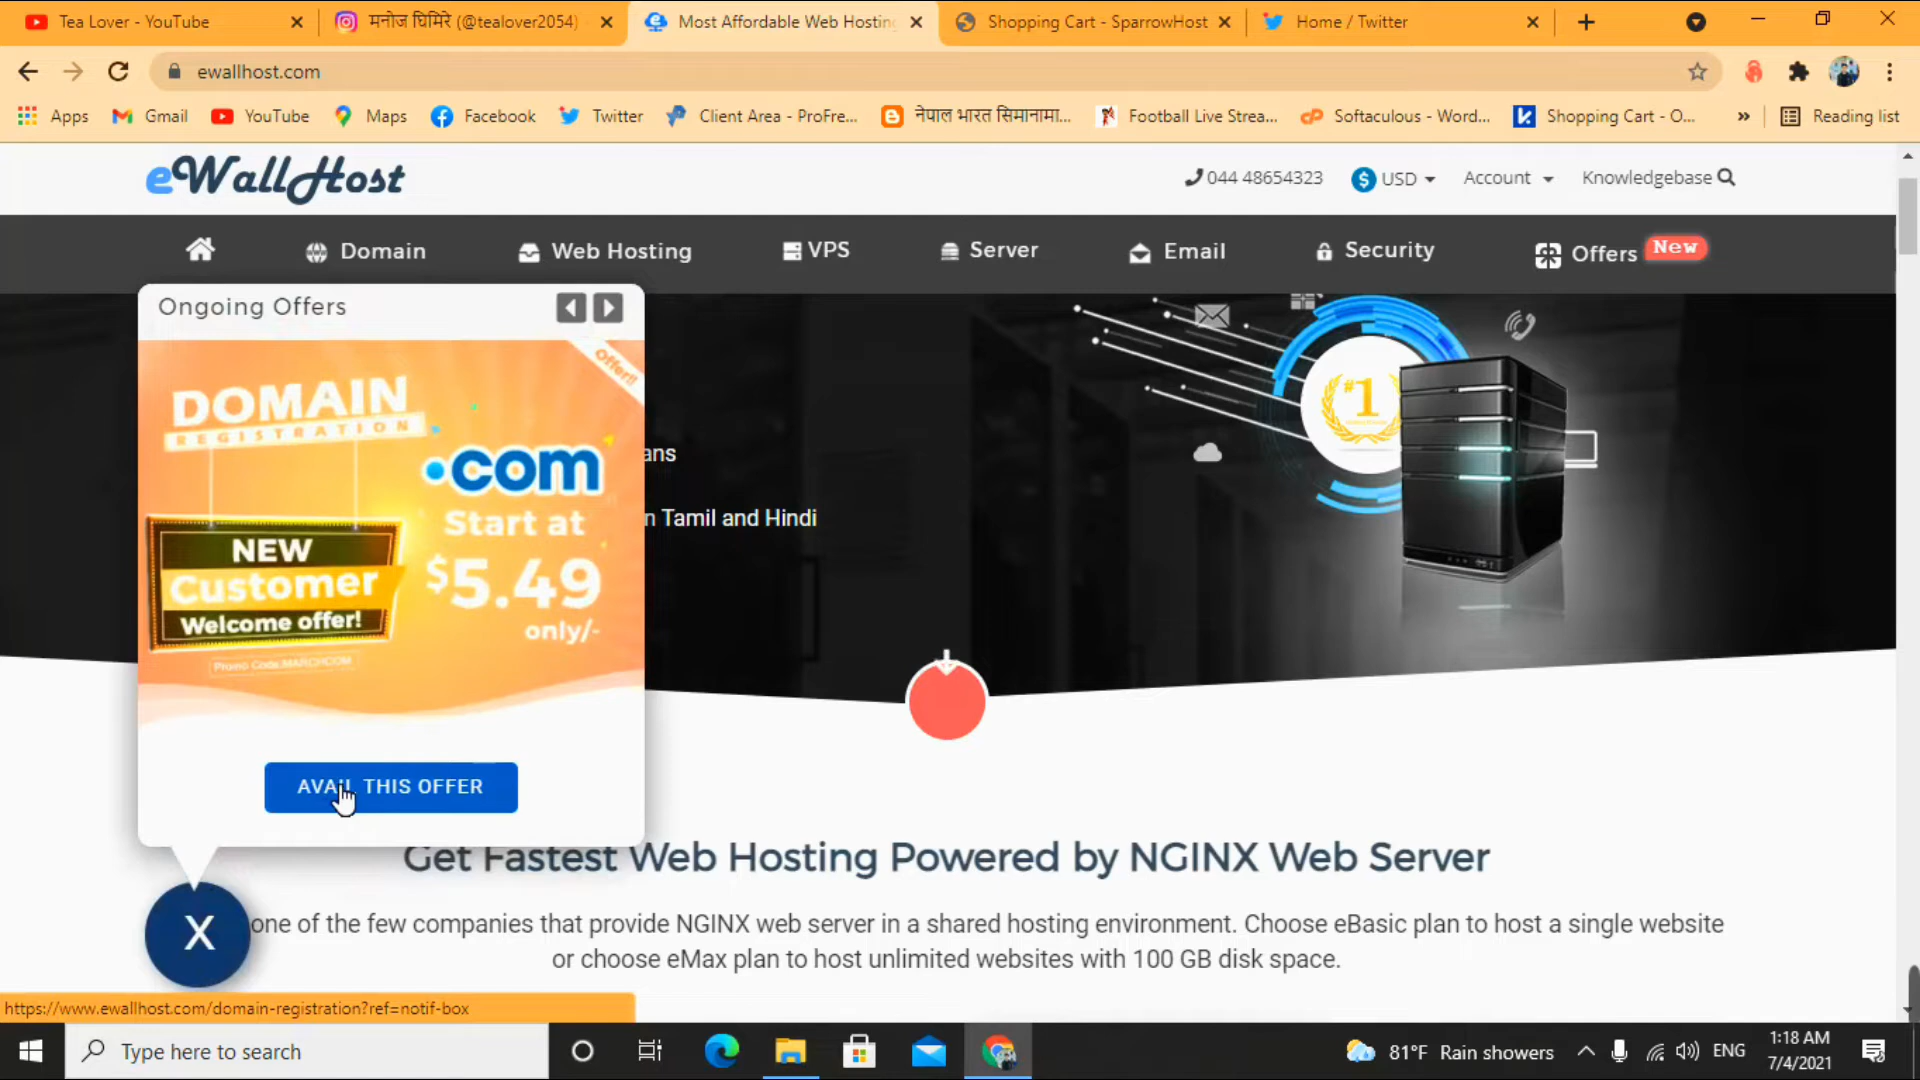 Tea Lover - YouTube
मनोज घिमिरे (@tealover2054)
Most Affordable Web Hosting
Shopping Cart - SparrowHost
Home / Twitter
ewallhost.com
Apps
Gmail
YouTube
Maps
Facebook
Twitter
Client Area - ProFre...
नेपाल भारत सिमानामा...
Football Live Strea...
Softaculous - Word...
Shopping Cart - O...
»
Reading list
eWallHost
044 48654323
USD
Account
Knowledgebase
Domain
Web Hosting
VPS
Server
Email
Security
Offers
New
Ongoing Offers
Offer!!
DOMAIN
REGISTRATION
.com
Start at
$5.49
only/-
NEW
Customer
Welcome offer!
Promo Code:MARCHCOM
AVAIL THIS OFFER
ans
n Tamil and Hindi
#1
Get Fastest Web Hosting Powered by NGINX Web Server
one of the few companies that provide NGINX web server in a shared hosting environment. Choose eBasic plan to host a single website
or choose eMax plan to host unlimited websites with 100 GB disk space.
X
https://www.ewallhost.com/domain-registration?ref=notif-box
Type here to search
81°F Rain showers
ENG
1:18 AM
7/4/2021